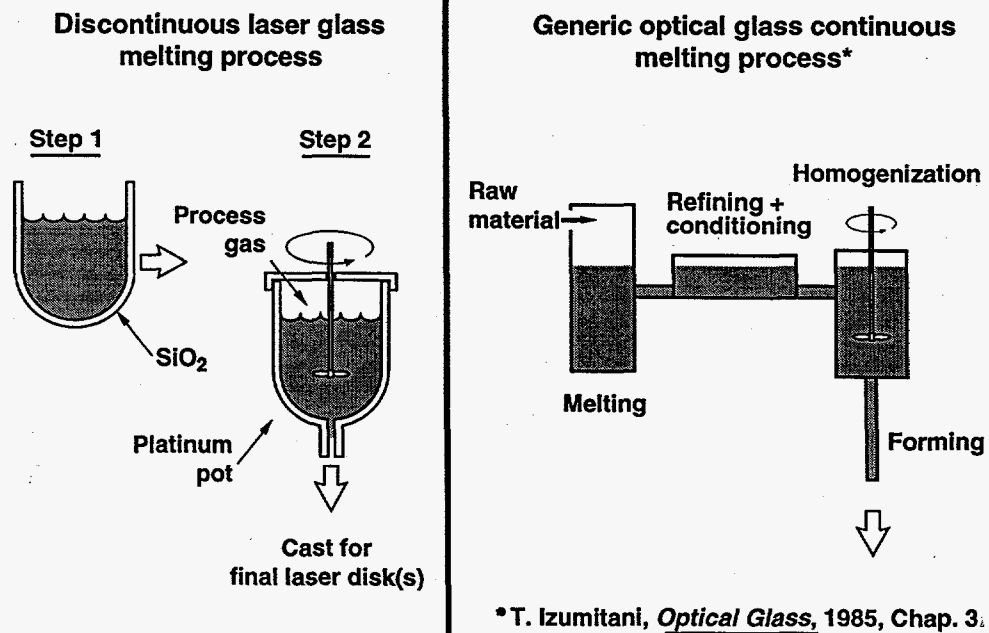 Discontinuous laser glass
melting process
Step 1
Step 2
Process
gas
SiO₂
Platinum
pot
Cast for
final laser disk(s)
Generic optical glass continuous
melting process*
Homogenization
Raw
material
Refining +
conditioning
Melting
Forming
*T. Izumitani, Optical Glass, 1985, Chap. 3.